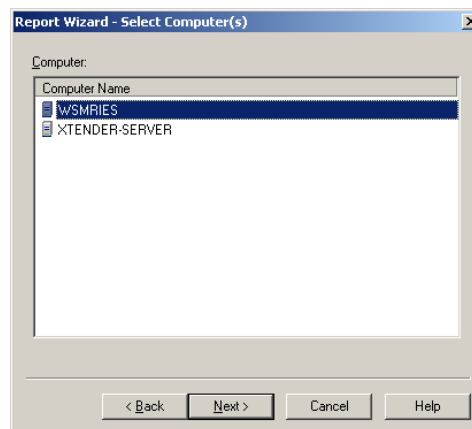 Report Wizard - Select Computer(s)
Computer:
Computer Name
WSMRIES
XTENDER-SERVER
< Back Next > Cancel Help